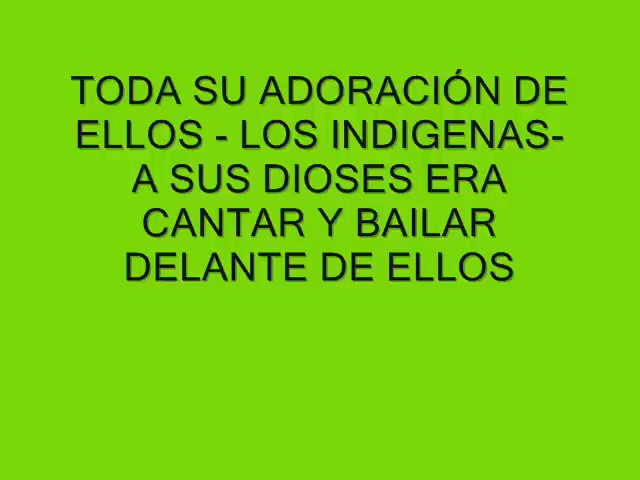 TODA SU ADORACIÓN DE
ELLOS - LOS INDIGENAS-
A SUS DIOSES ERA
CANTAR Y BAILAR
DELANTE DE ELLOS